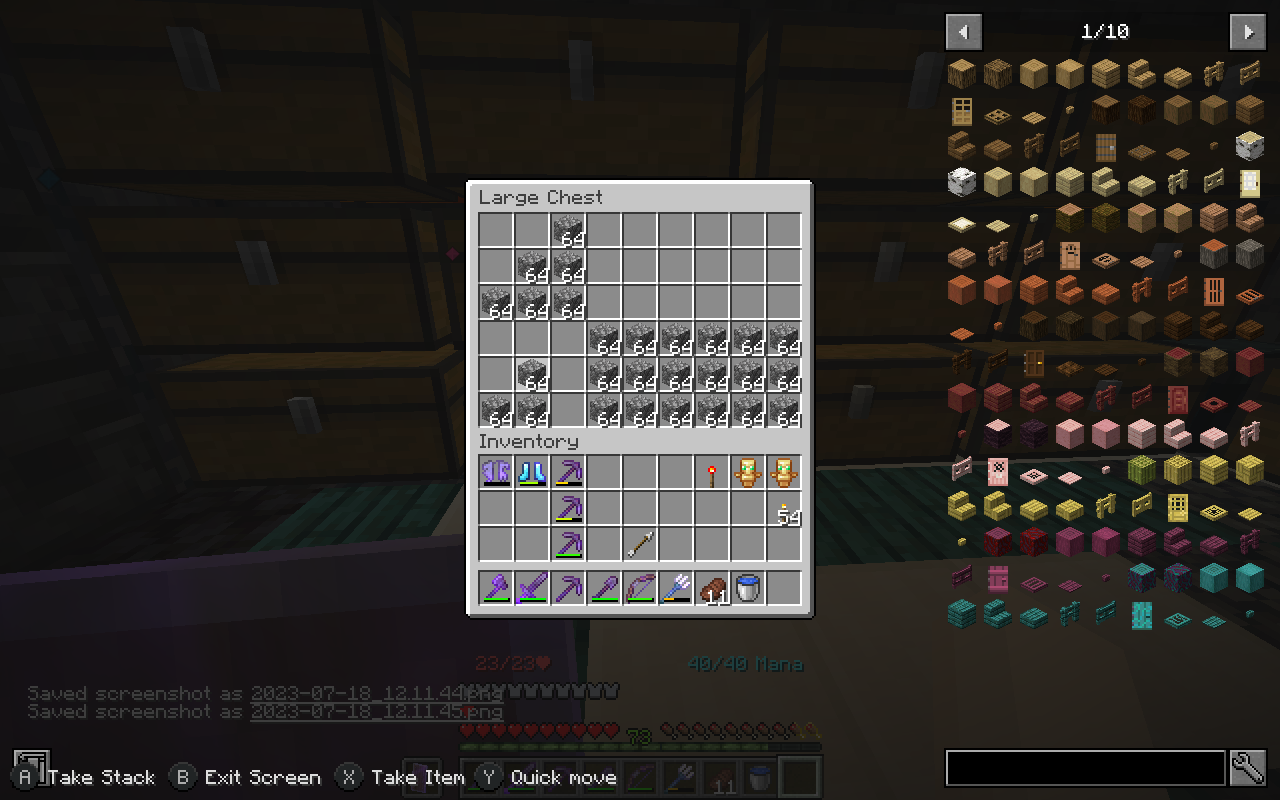 1/10
Large Chest
64
64 64
64 64 64
64 64 64 64 64 64
64 64 64 64 64 64 64
64 64 64 64 64 64 64 64
Inventory
54
11
23/23 40/40 Mana
Saved screenshot as 2023-07-18_12.11.44.png
Saved screenshot as 2023-07-18_12.11.45.png
78
A Take Stack B Exit Screen X Take Item Y Quick move
11